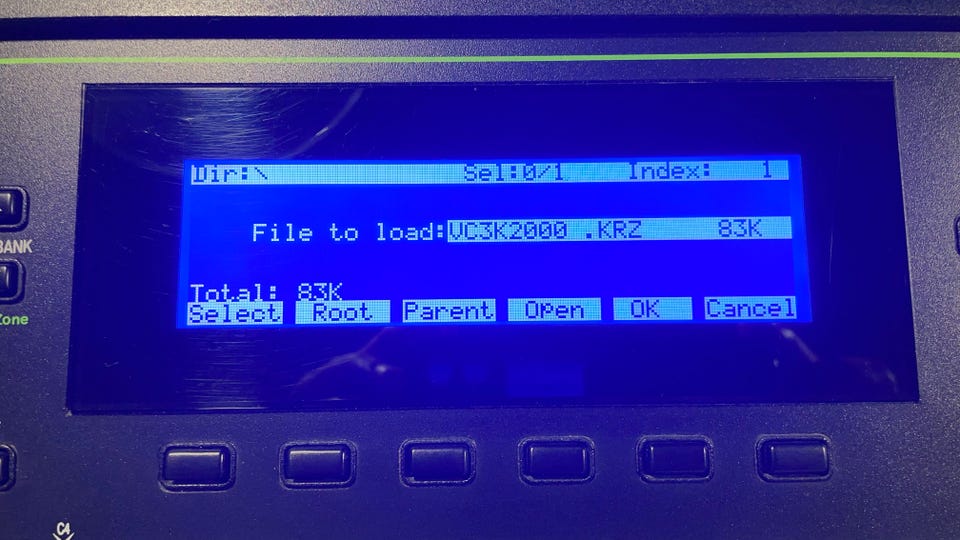 Dir:\ Sel:0/1 Index: 1
BANK
File to load:VC3K2000 .KRZ 83K
Total: 83K
Select Root Parent Open OK Cancel
Zone
C4